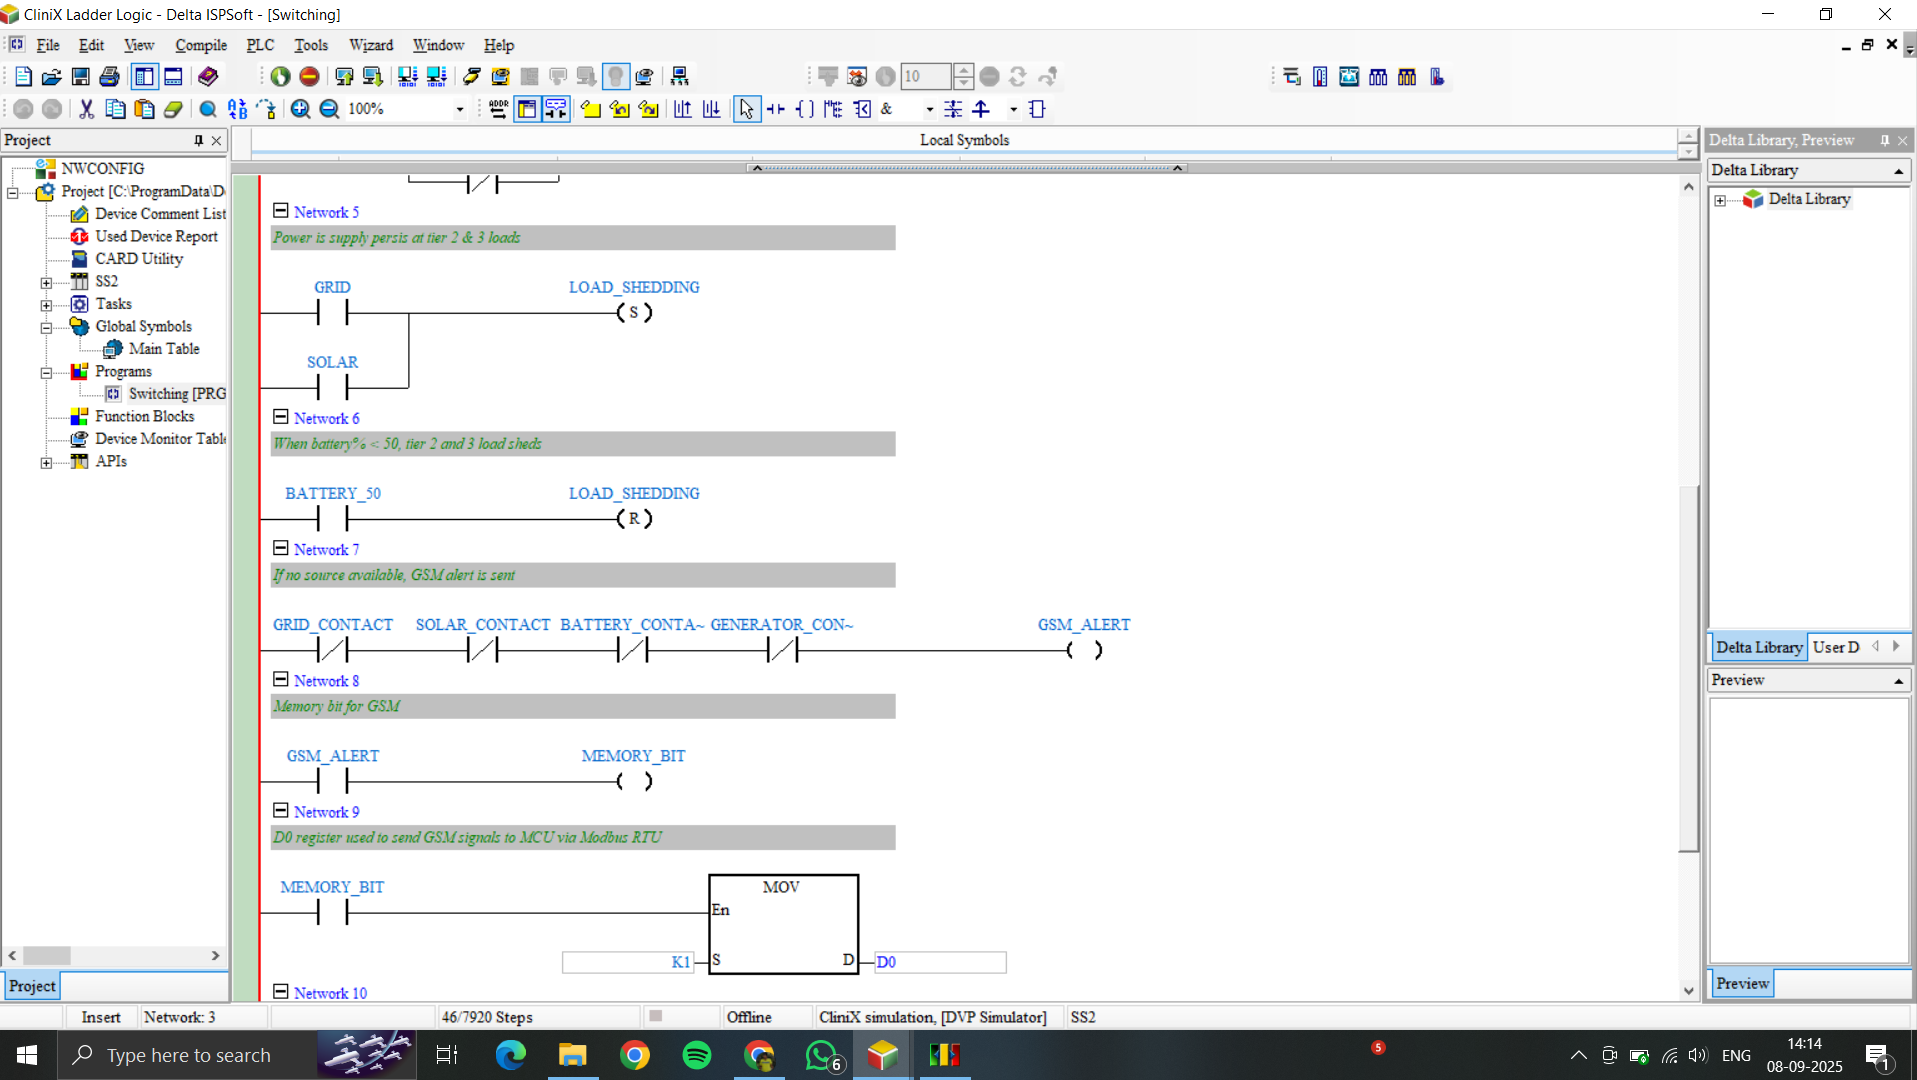 CliniX Ladder Logic - Delta ISPSoft - [Switching]
File Edit View Compile PLC Tools Wizard Window Help
10
100%
ADDR
&
Project
Local Symbols
Delta Library, Preview
NWCONFIG
Project [C:\ProgramData\D
Device Comment List
Used Device Report
CARD Utility
SS2
Tasks
Global Symbols
Main Table
Programs
Switching [PRG
Function Blocks
Device Monitor Tabl
APIs
Project
Network 5
Power is supply persis at tier 2 & 3 loads
GRID LOAD_SHEDDING
S
SOLAR
Network 6
When battery% < 50, tier 2 and 3 load sheds
BATTERY_50 LOAD_SHEDDING
R
Network 7
If no source available, GSM alert is sent
GRID_CONTACT SOLAR_CONTACT BATTERY_CONTA~ GENERATOR_CON~ GSM_ALERT
Network 8
Memory bit for GSM
GSM_ALERT MEMORY_BIT
Network 9
D0 register used to send GSM signals to MCU via Modbus RTU
MEMORY_BIT MOV
En
K1 S D D0
Network 10
Delta Library
Delta Library
Delta Library User D
Preview
Preview
Insert Network: 3 46/7920 Steps Offline CliniX simulation, [DVP Simulator] SS2
Type here to search
6
5
ENG
14:14
08-09-2025
1